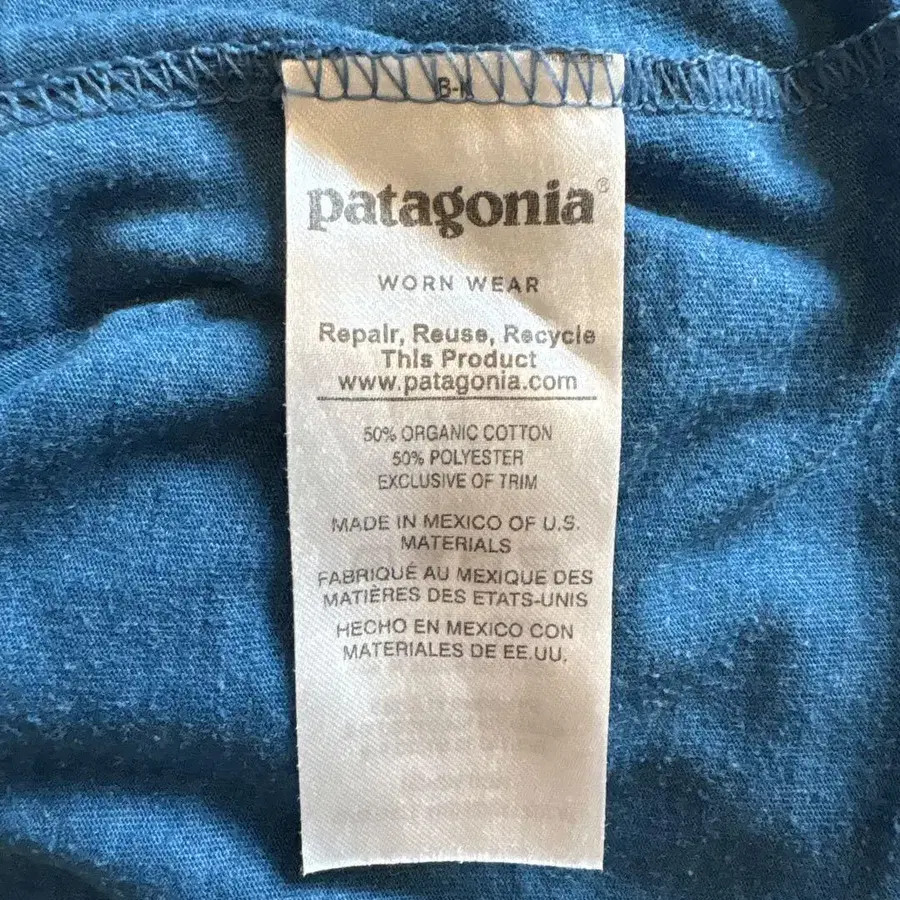 patagonia®
WORN WEAR
Repair, Reuse, Recycle
This Product
www.patagonia.com
50% ORGANIC COTTON
50% POLYESTER
EXCLUSIVE OF TRIM
MADE IN MEXICO OF U.S.
MATERIALS
FABRIQUÉ AU MEXIQUE DES
MATIÈRES DES ETATS-UNIS
HECHO EN MEXICO CON
MATERIALES DE EE.UU.